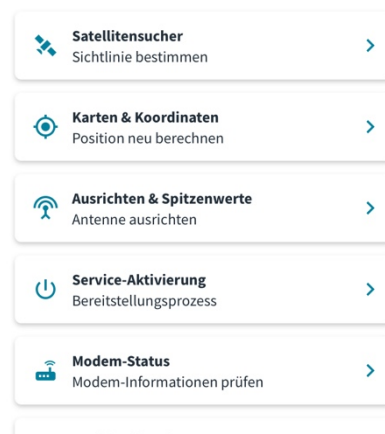 Satellitensucher
Sichtlinie bestimmen
Karten & Koordinaten
Position neu berechnen
Ausrichten & Spitzenwerte
Antenne ausrichten
Service-Aktivierung
Bereitstellungsprozess
Modem-Status
Modem-Informationen prüfen